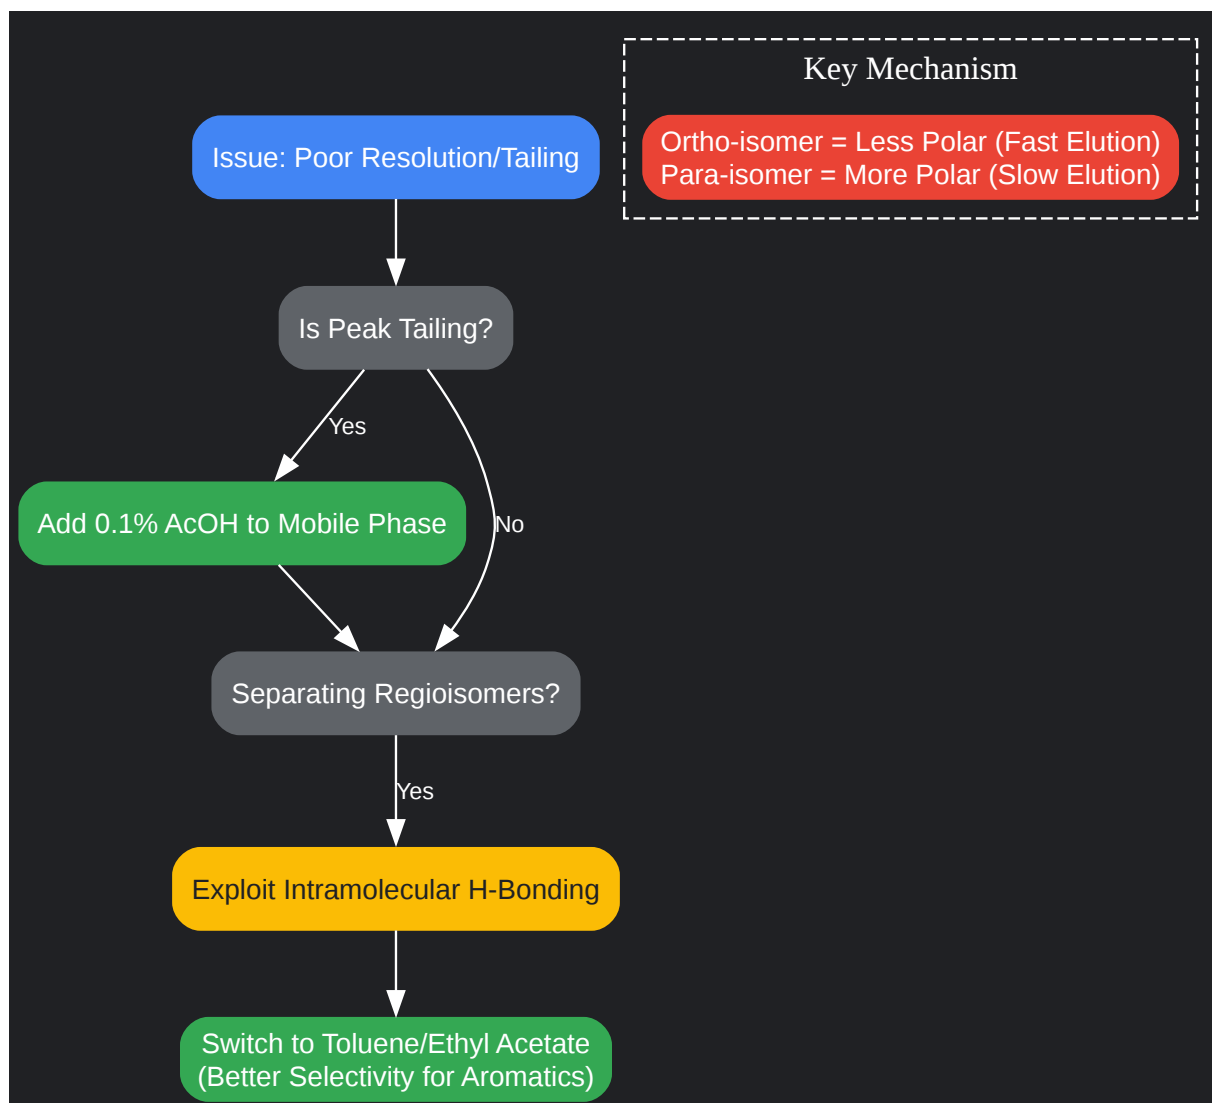 Key Mechanism
Ortho-isomer = Less Polar (Fast Elution)
Para-isomer = More Polar (Slow Elution)
Issue: Poor Resolution/Tailing
Is Peak Tailing?
Yes
Add 0.1% AcOH to Mobile Phase
No
Separating Regioisomers?
Yes
Exploit Intramolecular H-Bonding
Switch to Toluene/Ethyl Acetate
(Better Selectivity for Aromatics)